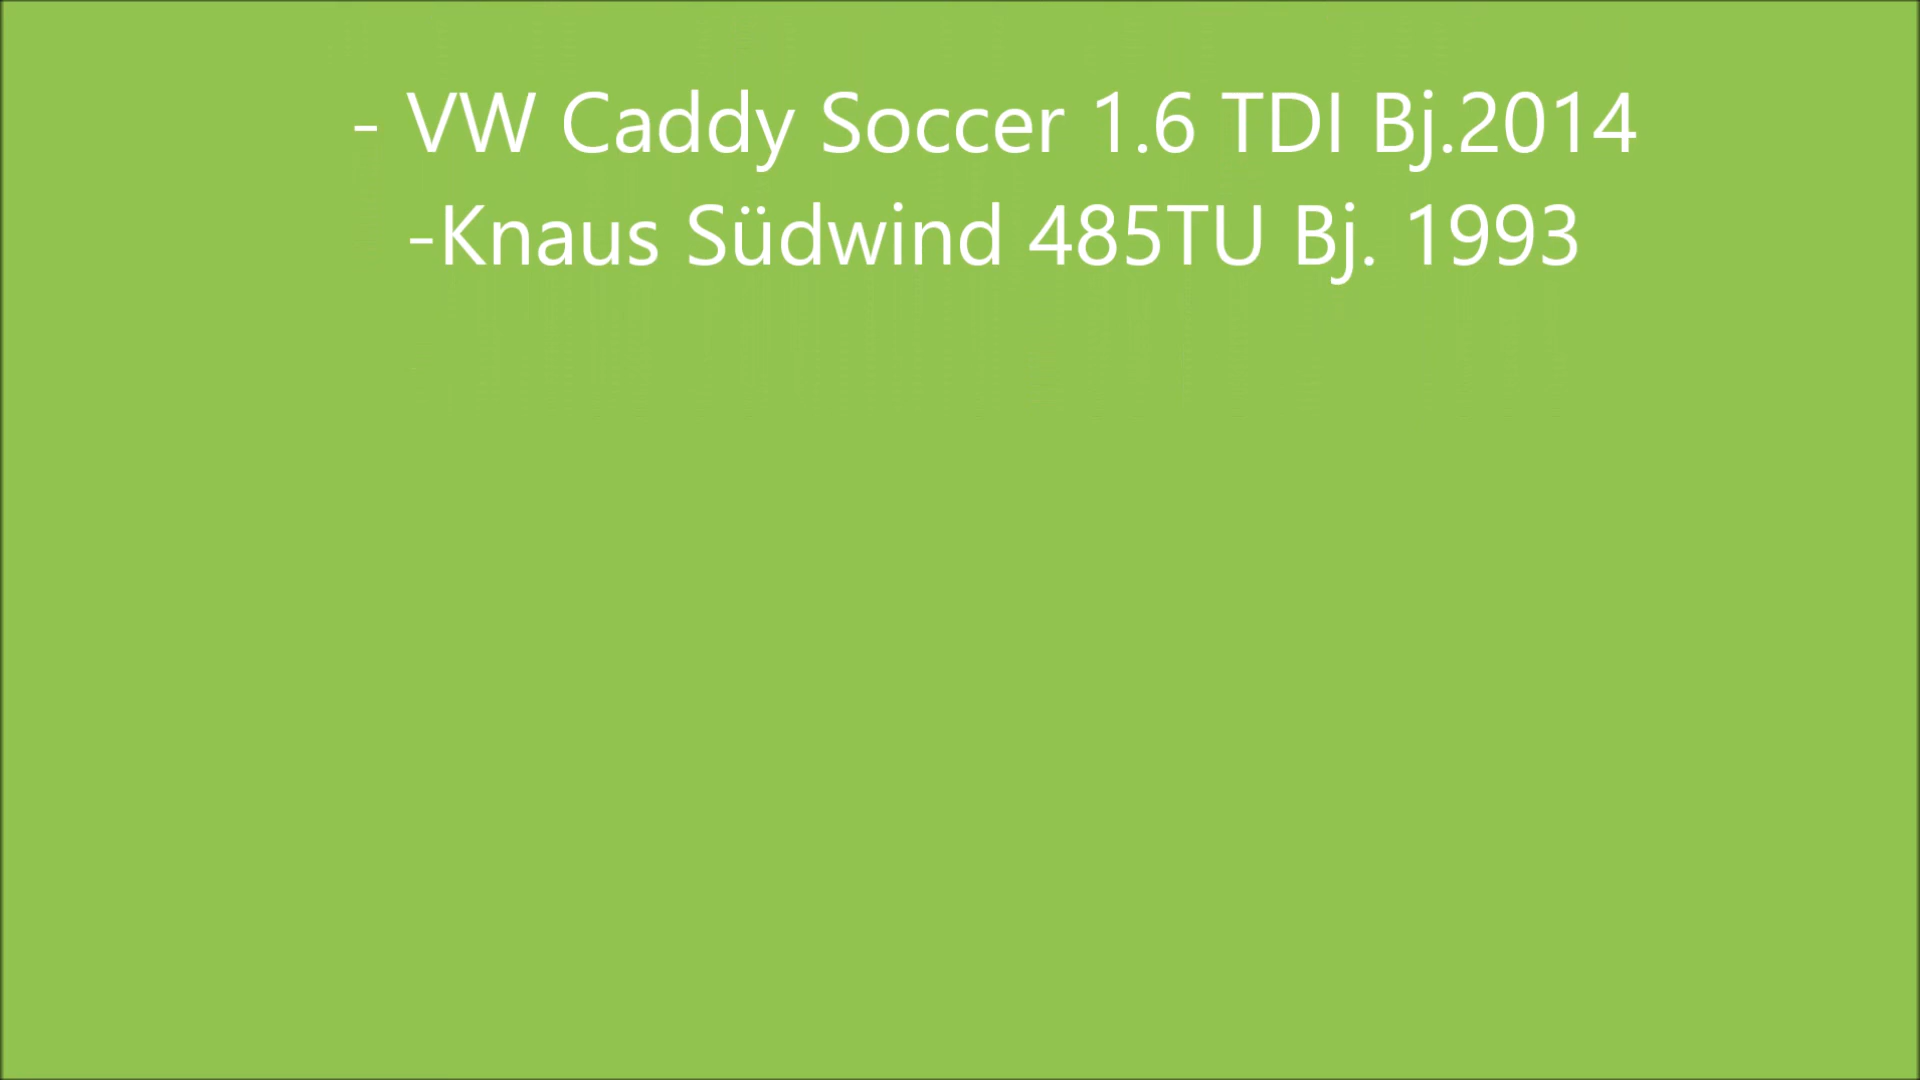 - VW Caddy Soccer 1.6 TDI Bj.2014
-Knaus Südwind 485TU Bj. 1993